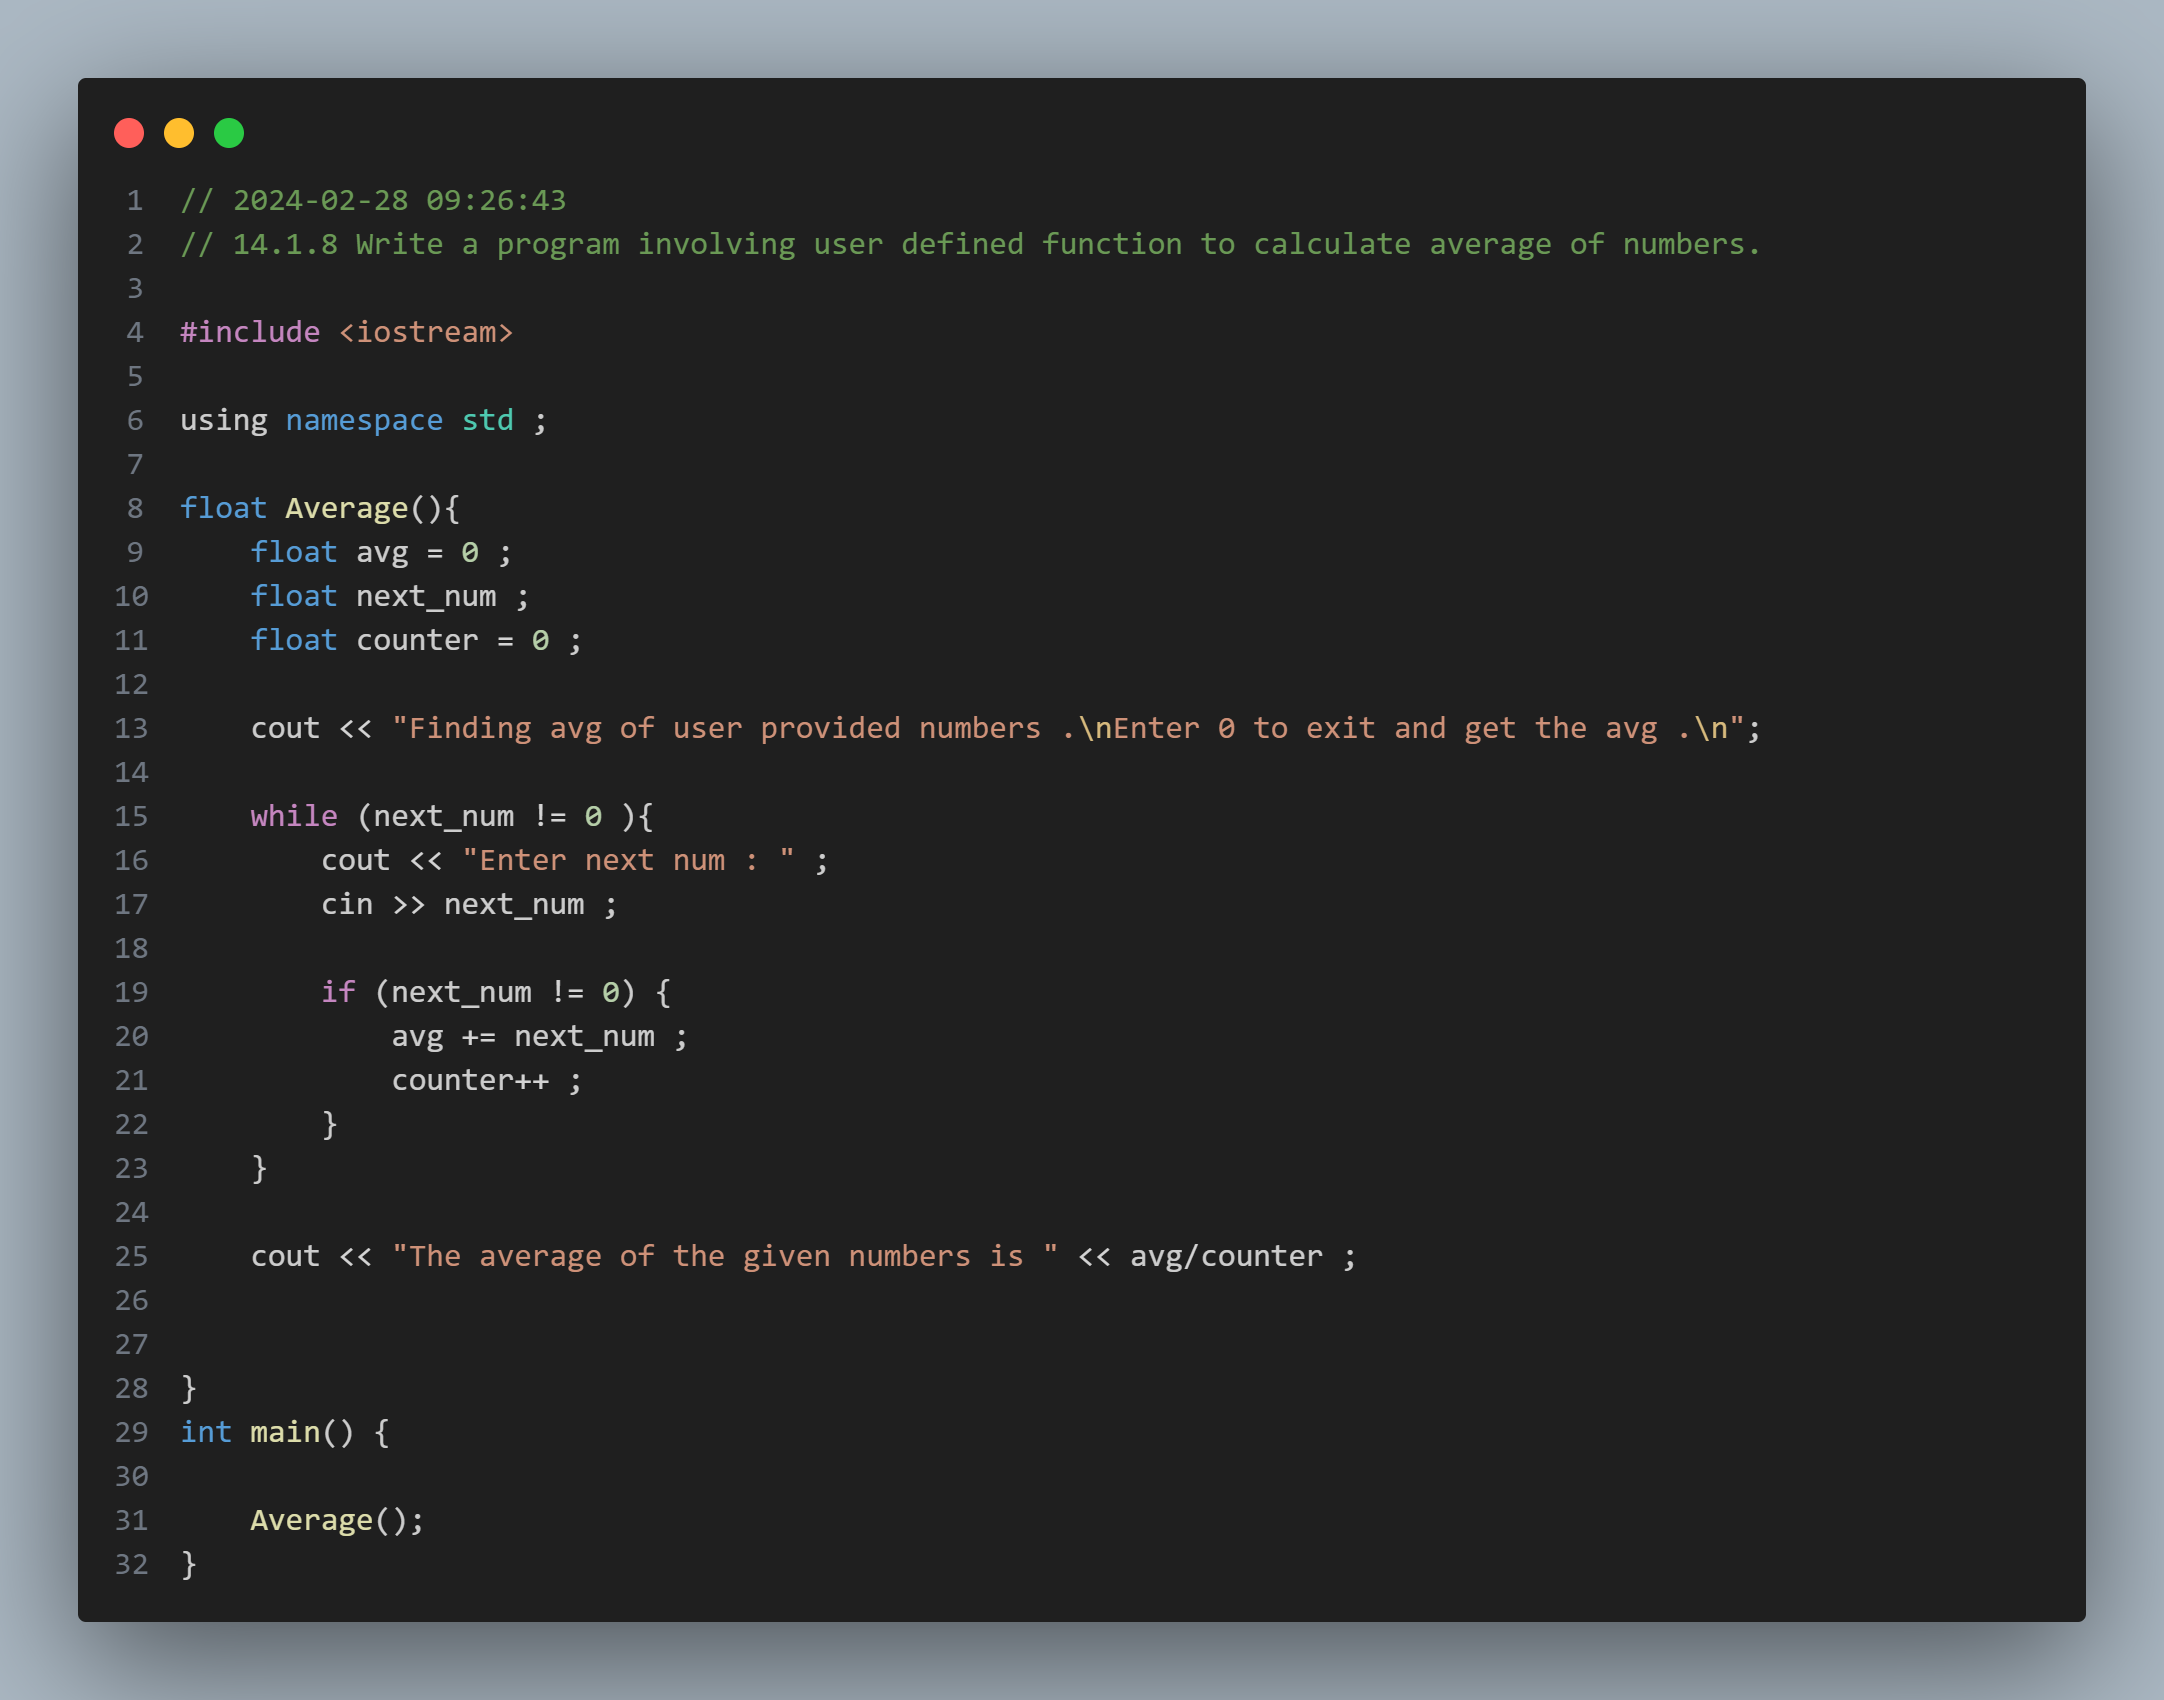 1 // 2024-02-28 09:26:43
2 // 14.1.8 Write a program involving user defined function to calculate average of numbers.
3
4 #include <iostream>
5
6 using namespace std ;
7
8 float Average(){
9     float avg = 0 ;
10     float next_num ;
11     float counter = 0 ;
12
13     cout << "Finding avg of user provided numbers .\nEnter 0 to exit and get the avg .\n";
14
15     while (next_num != 0 ){
16         cout << "Enter next num : " ;
17         cin >> next_num ;
18
19         if (next_num != 0) {
20             avg += next_num ;
21             counter++ ;
22         }
23     }
24
25     cout << "The average of the given numbers is " << avg/counter ;
26
27
28 }
29 int main() {
30
31     Average();
32 }